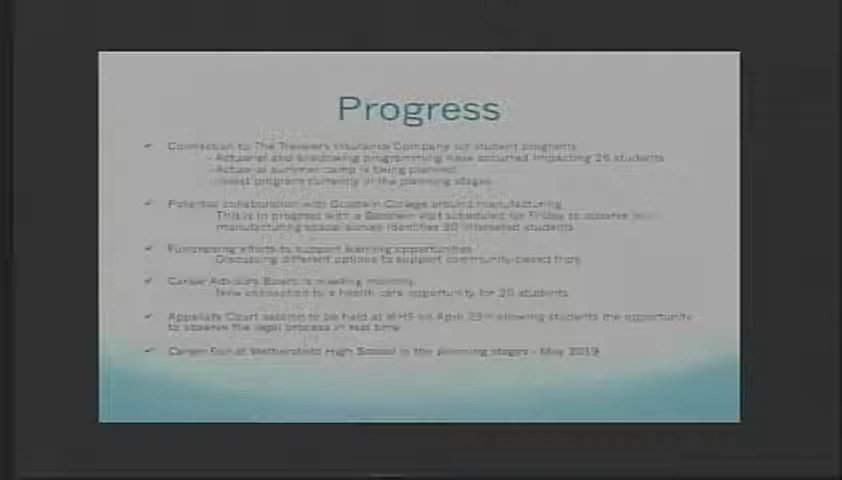 Progress
Connection to The Travelers Insurance Company for student programs
- Actuarial and shadowing programming have occurred impacting 26 students
- Actuarial summer camp is being planned
program currently in the planning stages
Potential collaboration with Goodwin College around manufacturing
This is in progress with a Goodwin visit scheduled for Friday to observe
manufacturing space survey identifies 30 interested students
Fundraising efforts to support learning opportunities
Discussing different options to support community-based trips
Career Advisory Board is meeting monthly
Now connected to a health care opportunity for 20 students
Appellate Court session to be held at WHS on April allowing students the opportunity
to observe the legal process in real time
Career Fair at Wethersfield High School in the planning stages - May 2019